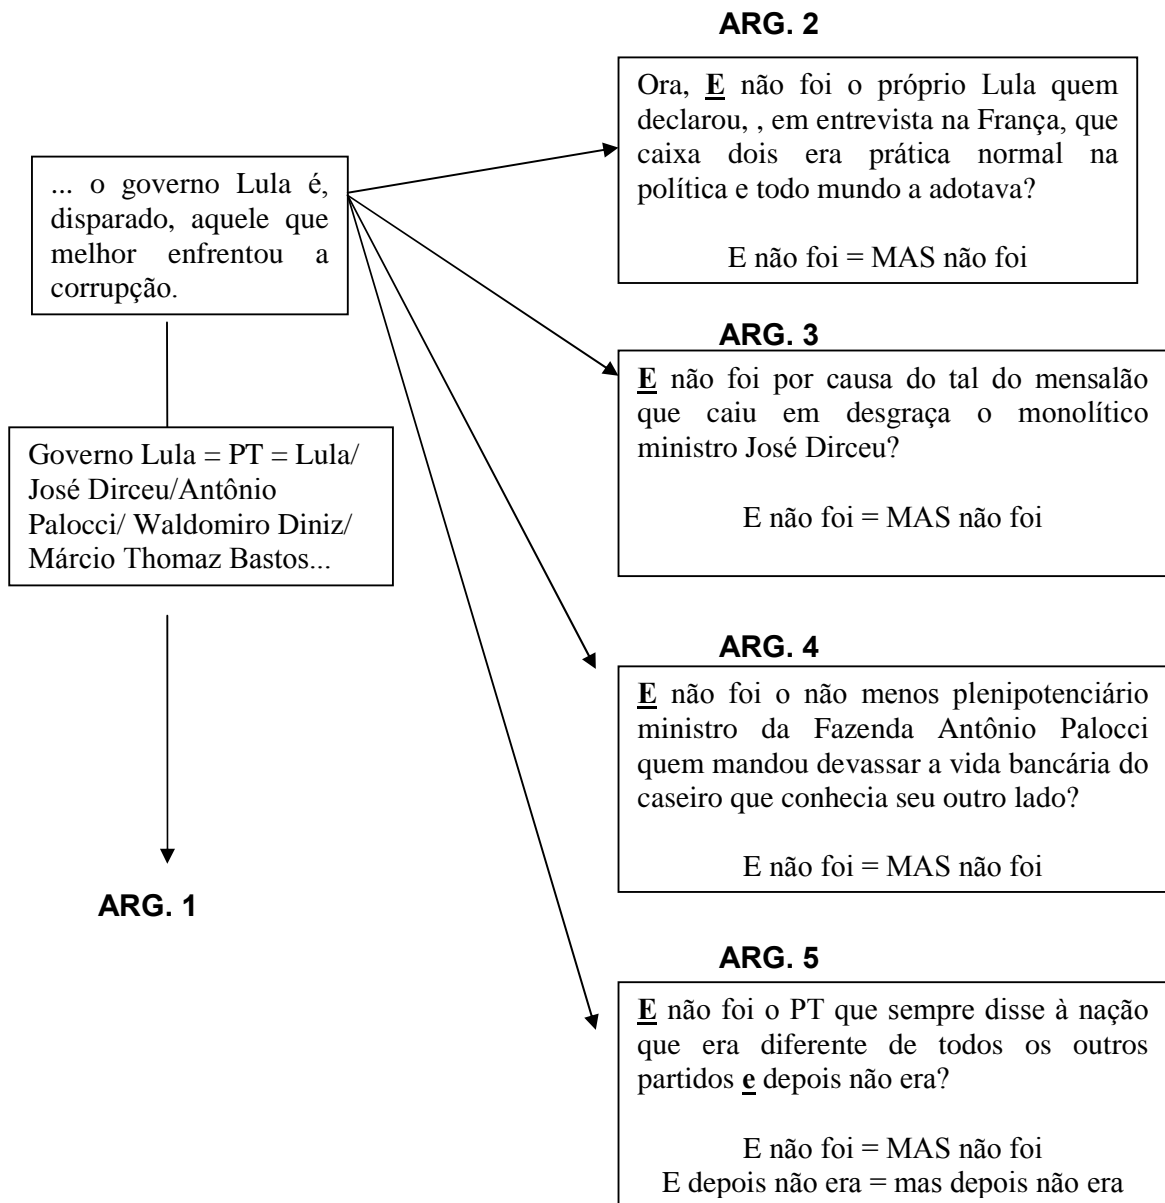 ... o governo Lula é,
disparado, aquele que
melhor enfrentou a
corrupção.
Governo Lula = PT = Lula/
José Dirceu/Antônio
Palocci/ Waldomiro Diniz/
Márcio Thomaz Bastos...
ARG. 1
ARG. 2
Ora, E não foi o próprio Lula quem
declarou, , em entrevista na França, que
caixa dois era prática normal na
política e todo mundo a adotava?
E não foi = MAS não foi
ARG. 3
E não foi por causa do tal do mensalão
que caiu em desgraça o monolítico
ministro José Dirceu?
E não foi = MAS não foi
ARG. 4
E não foi o não menos plenipotenciário
ministro da Fazenda Antônio Palocci
quem mandou devassar a vida bancária do
caseiro que conhecia seu outro lado?
E não foi = MAS não foi
ARG. 5
E não foi o PT que sempre disse à nação
que era diferente de todos os outros
partidos e depois não era?
E não foi = MAS não foi
E depois não era = mas depois não era